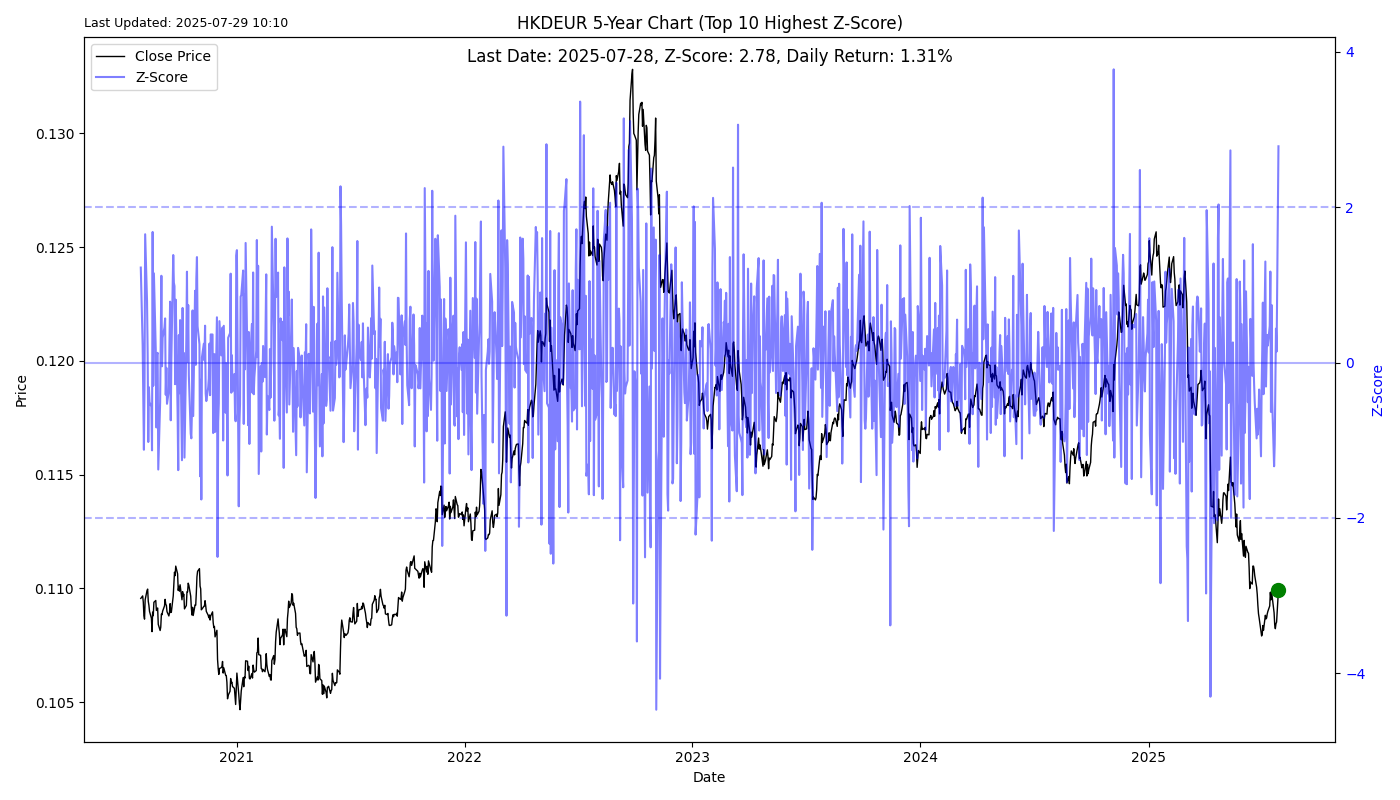 Last Updated: 2025-07-29 10:10
HKDEUR 5-Year Chart (Top 10 Highest Z-Score)
Last Date: 2025-07-28, Z-Score: 2.78, Daily Return: 1.31%
Close Price
Z-Score
0.130
0.125
0.120
0.115
0.110
0.105
Price
4
2
0
−2
−4
Z-Score
2021
2022
2023
2024
2025
Date